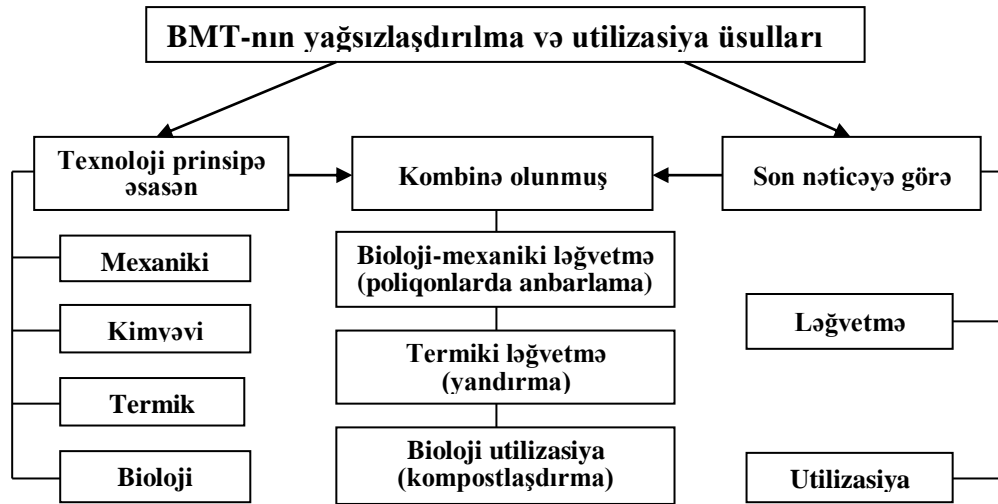 BMT-nın yağsızlaşdırılma və utilizasiya üsulları
Texnoloji prinsipə
əsasən
Kombinə olunmuş
Son nəticəyə görə
Mexaniki
Kimvəvi
Termik
Bioloji
Bioloji-mexaniki ləğvetmə
(poliqonlarda anbarlama)
Termiki ləğvetmə
(yandırma)
Bioloji utilizasiya
(kompostlaşdırma)
Ləğvetmə
Utilizasiya